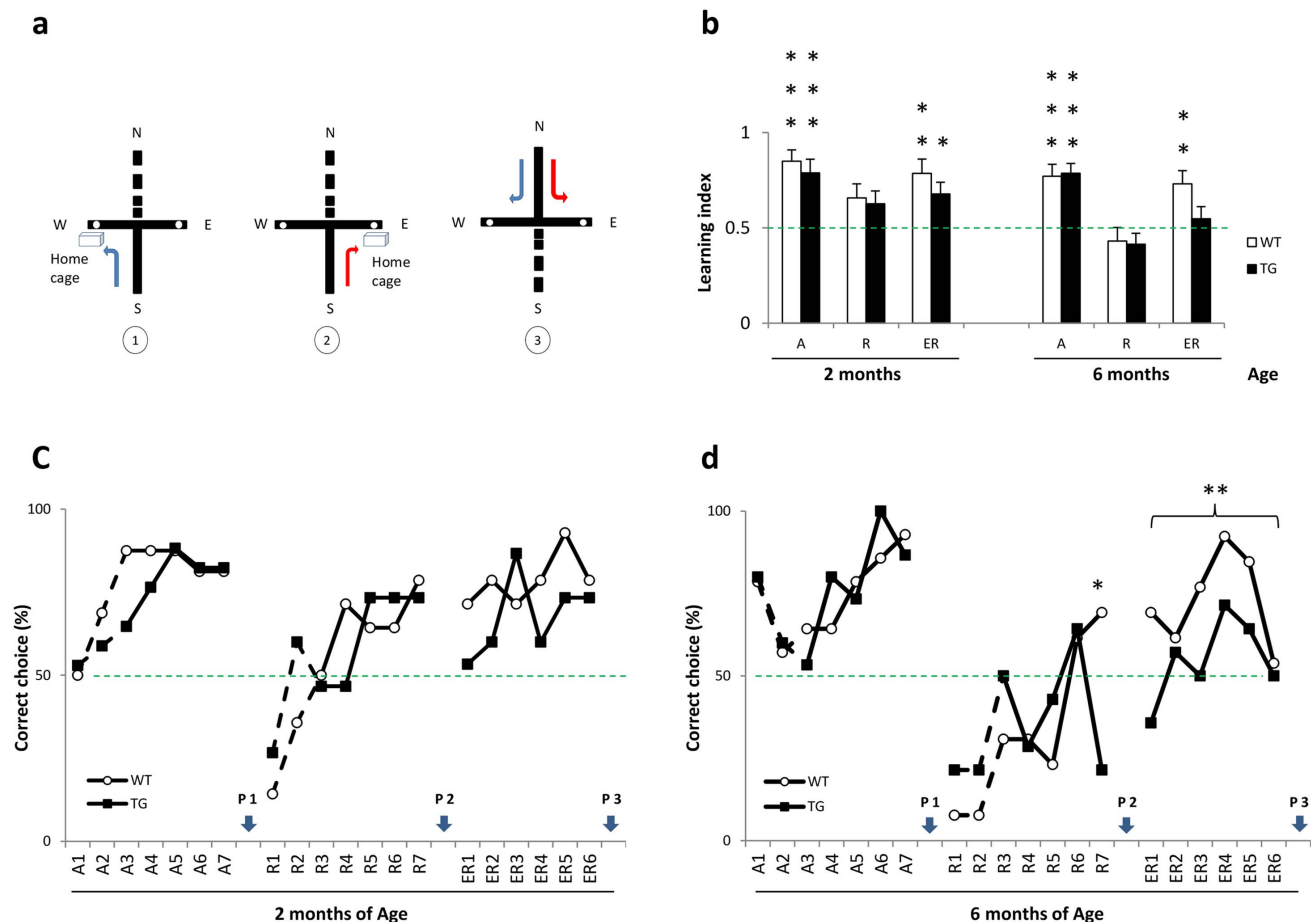 a
N
W E
Home
cage
S
1
N
W E
Home
cage
S
2
N
W E
S
3
b
* * * *
* * * * * *
* * * * * * * * * *
Learning index
1
0.5
0
WT
TG
A R ER A R ER
2 months 6 months Age
C
Correct choice (%)
100
50
0
WT
TG
P 1 P 2 P 3
A1 A2 A3 A4 A5 A6 A7 R1 R2 R3 R4 R5 R6 R7 ER1 ER2 ER3 ER4 ER5 ER6
2 months of Age
d
Correct choice (%)
100
50
0
**
*
WT
TG
P 1 P 2 P 3
A1 A2 A3 A4 A5 A6 A7 R1 R2 R3 R4 R5 R6 R7 ER1 ER2 ER3 ER4 ER5 ER6
6 months of Age